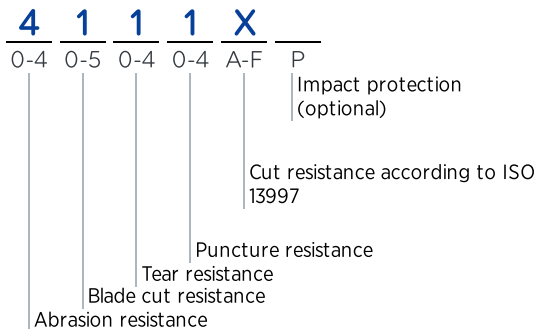 4 1 1 1 X
0-4 0-5 0-4 0-4 A-F P
Impact protection
(optional)
Cut resistance according to ISO
13997
Puncture resistance
Tear resistance
Blade cut resistance
Abrasion resistance